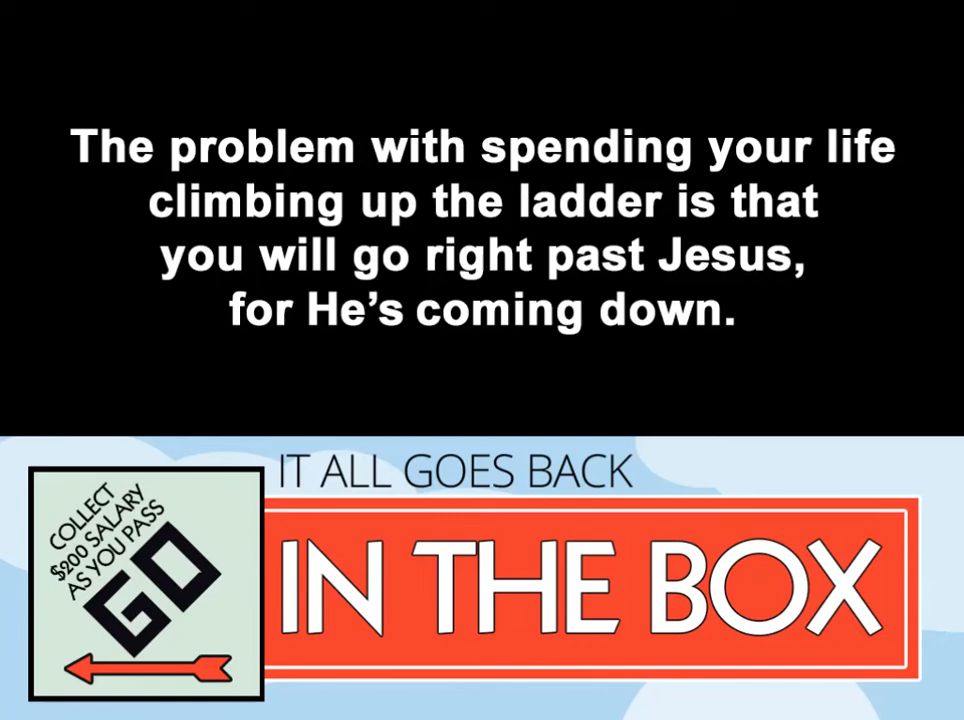 The problem with spending your life
climbing up the ladder is that
you will go right past Jesus,
for He’s coming down.
IT ALL GOES BACK
IN THE BOX
COLLECT
$200 SALARY
AS YOU PASS
GO